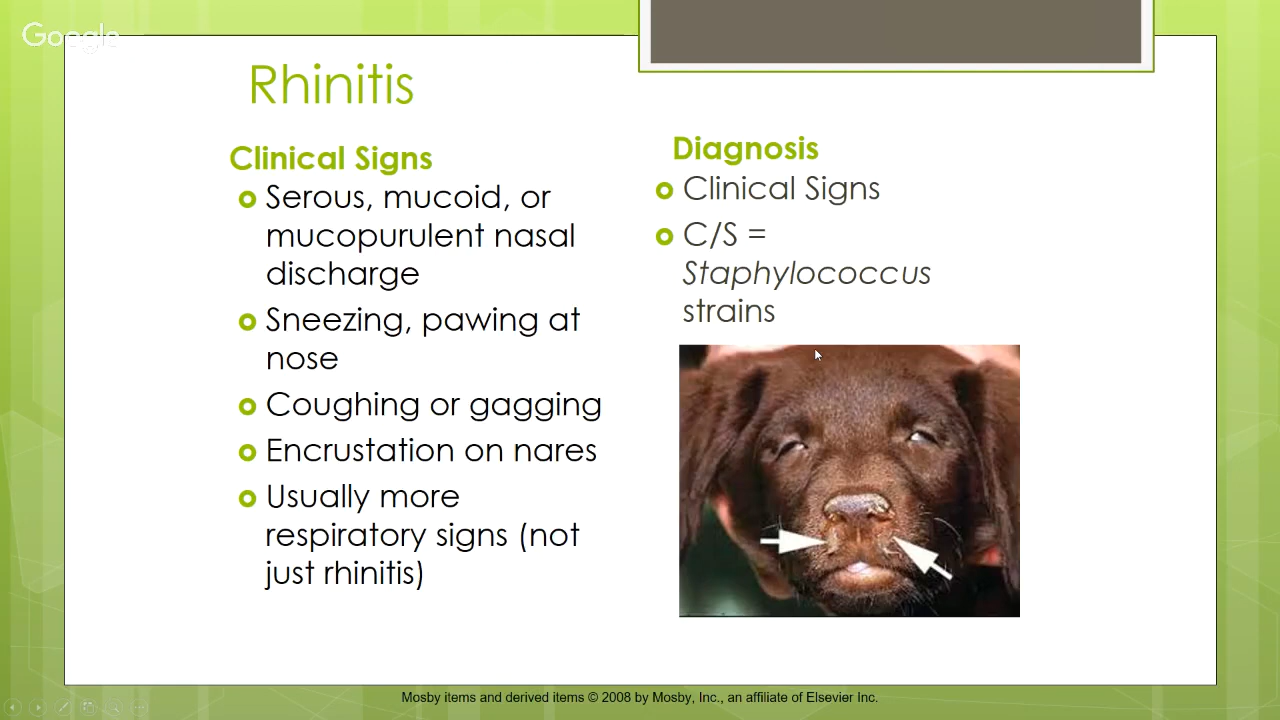 Google
Rhinitis
Clinical Signs
Serous, mucoid, or
mucopurulent nasal
discharge
Sneezing, pawing at
nose
Coughing or gagging
Encrustation on nares
Usually more
respiratory signs (not
just rhinitis)
Diagnosis
Clinical Signs
C/S =
Staphylococcus
strains
Mosby items and derived items © 2008 by Mosby, Inc., an affiliate of Elsevier Inc.